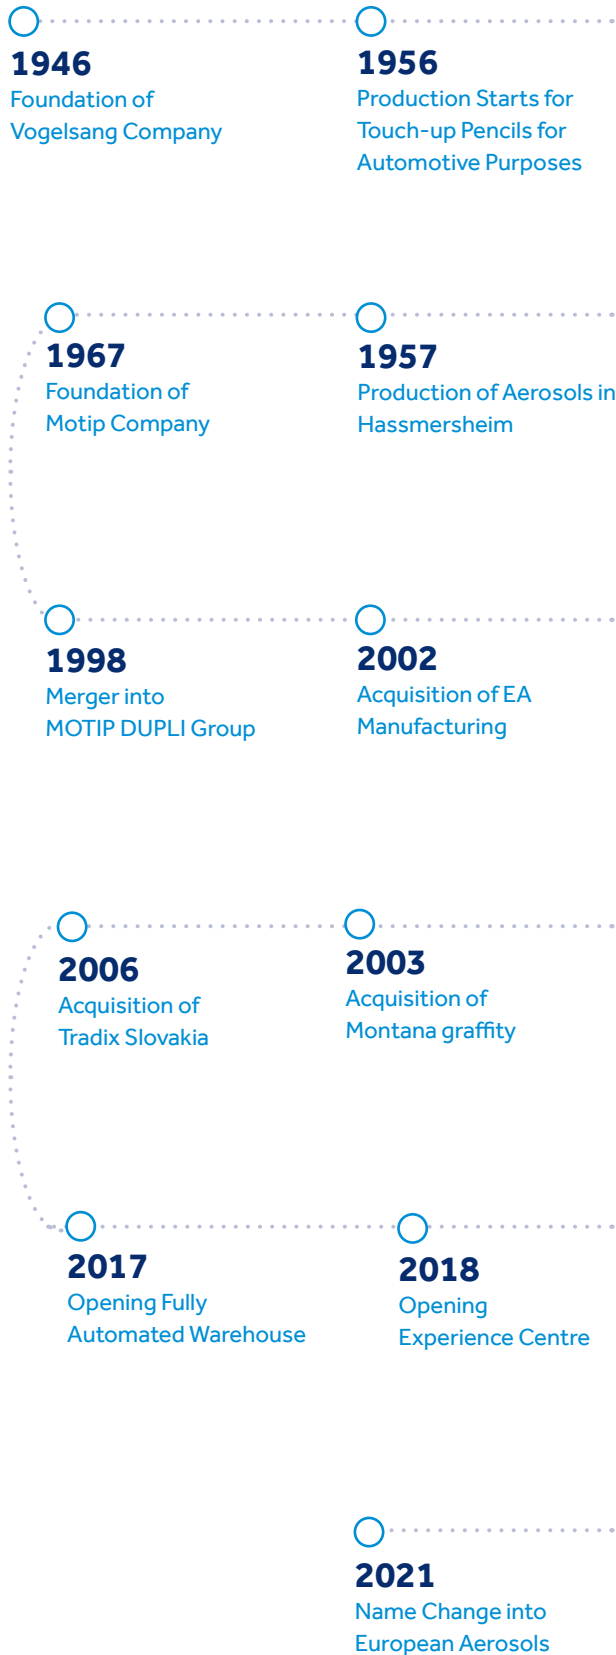 1946
Foundation of
Vogelsang Company
1956
Production Starts for
Touch-up Pencils for
Automotive Purposes
1967
Foundation of
Motip Company
1957
Production of Aerosols in
Hassmersheim
1998
Merger into
MOTIP DUPLI Group
2002
Acquisition of EA
Manufacturing
2006
Acquisition of
Tradix Slovakia
2003
Acquisition of
Montana graffity
2017
Opening Fully
Automated Warehouse
2018
Opening
Experience Centre
2021
Name Change into
European Aerosols